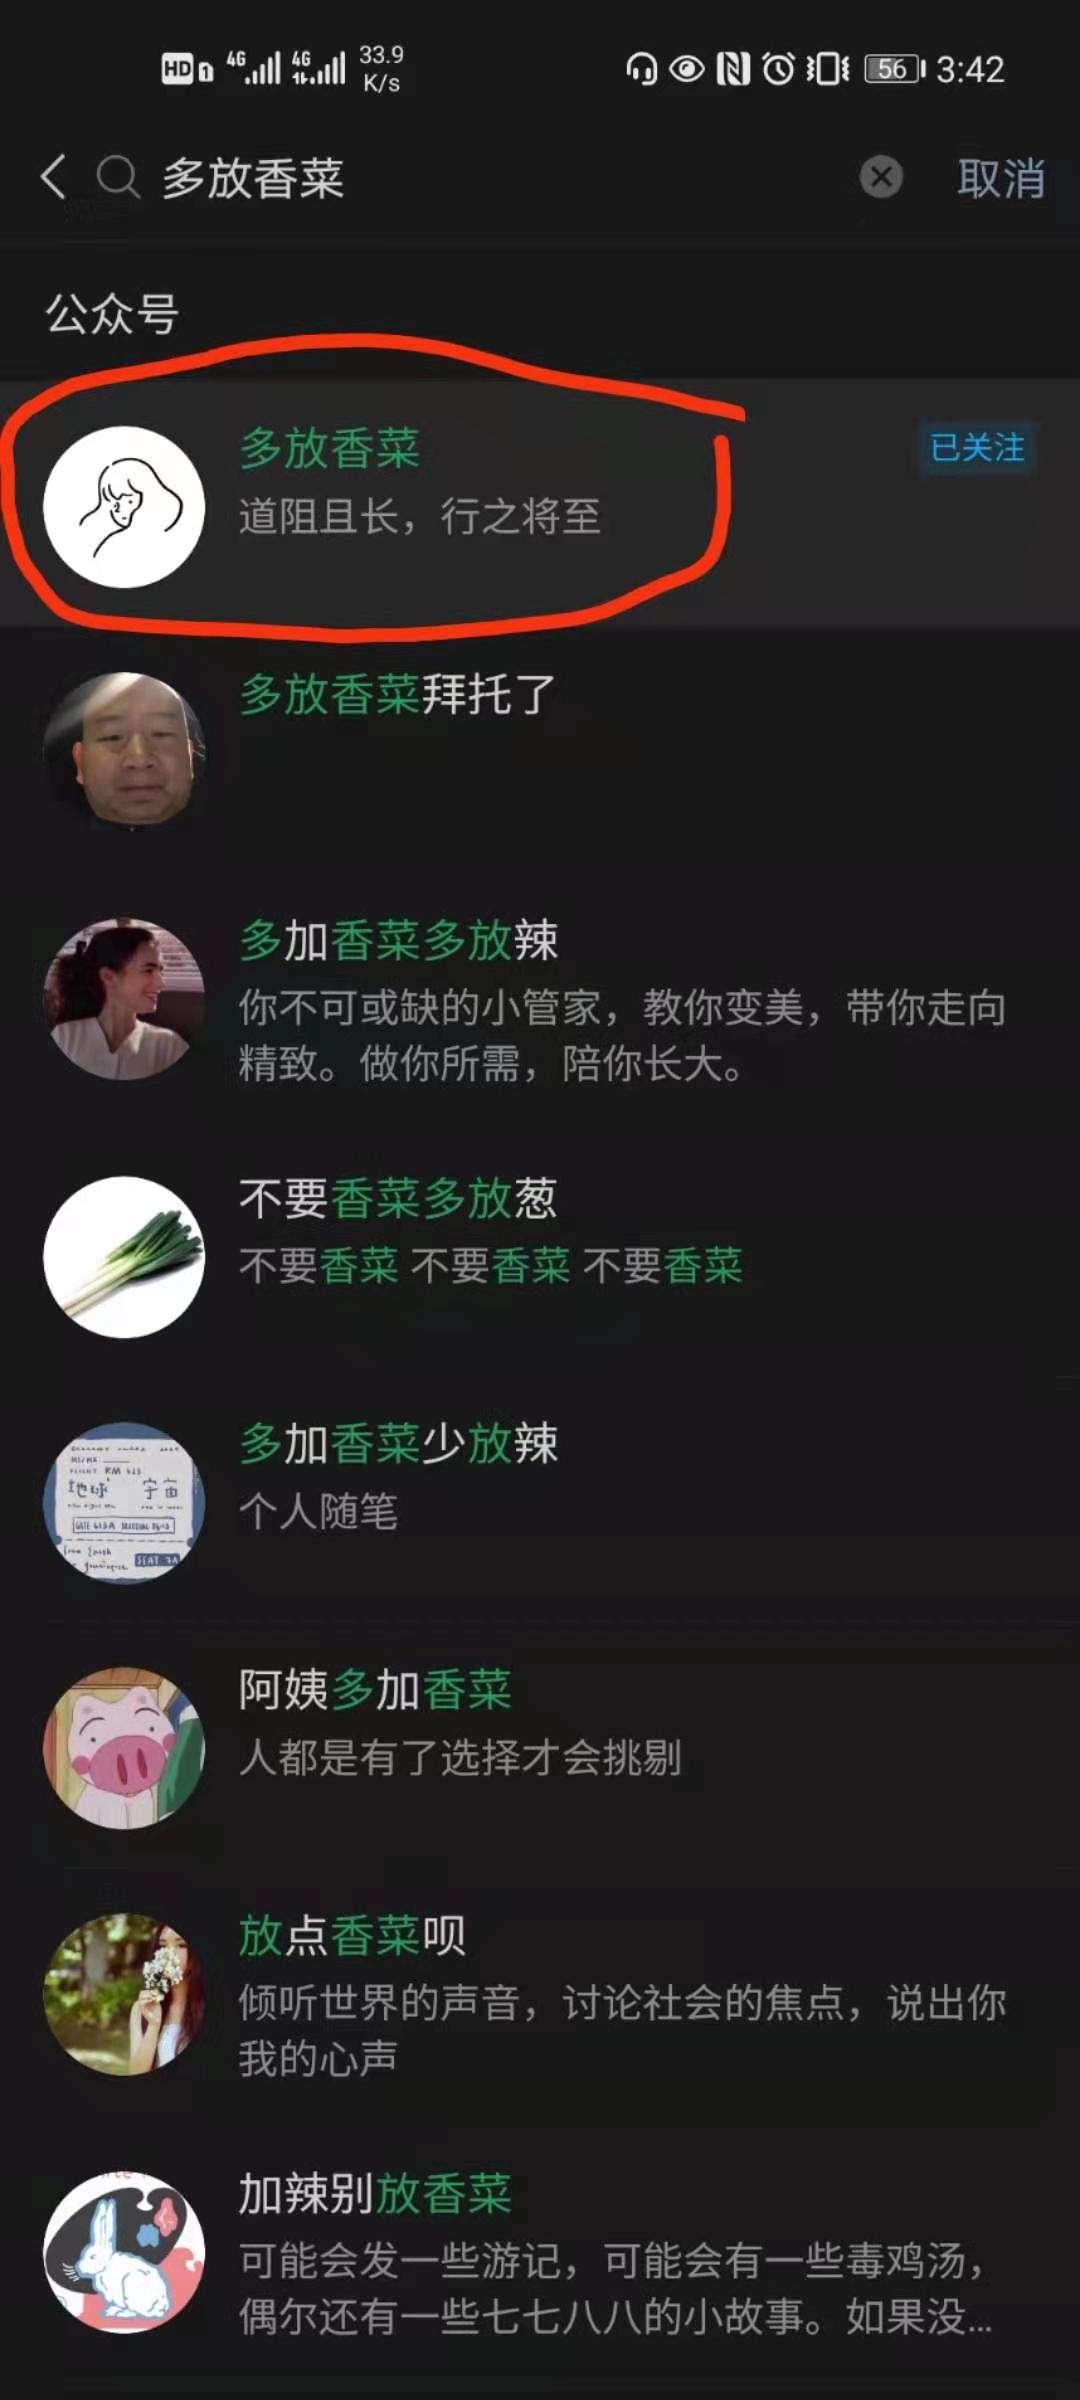 HD 1 4G 4G 33.9 K/s 56 3:42
多放香菜 取消
公众号
多放香菜 已关注
道阻且长，行之将至
多放香菜拜托了
多加香菜多放辣
你不可或缺的小管家，教你变美，带你走向
精致。做你所需，陪你长大。
不要香菜多放葱
不要香菜 不要香菜 不要香菜
多加香菜少放辣
个人随笔
地球 宇宙
SEAT 3A
阿姨多加香菜
人都是有了选择才会挑剔
放点香菜呗
倾听世界的声音，讨论社会的焦点，说出你
我的心声
加辣别放香菜
可能会发一些游记，可能会有一些毒鸡汤，
偶尔还有一些七七八八的小故事。如果没...